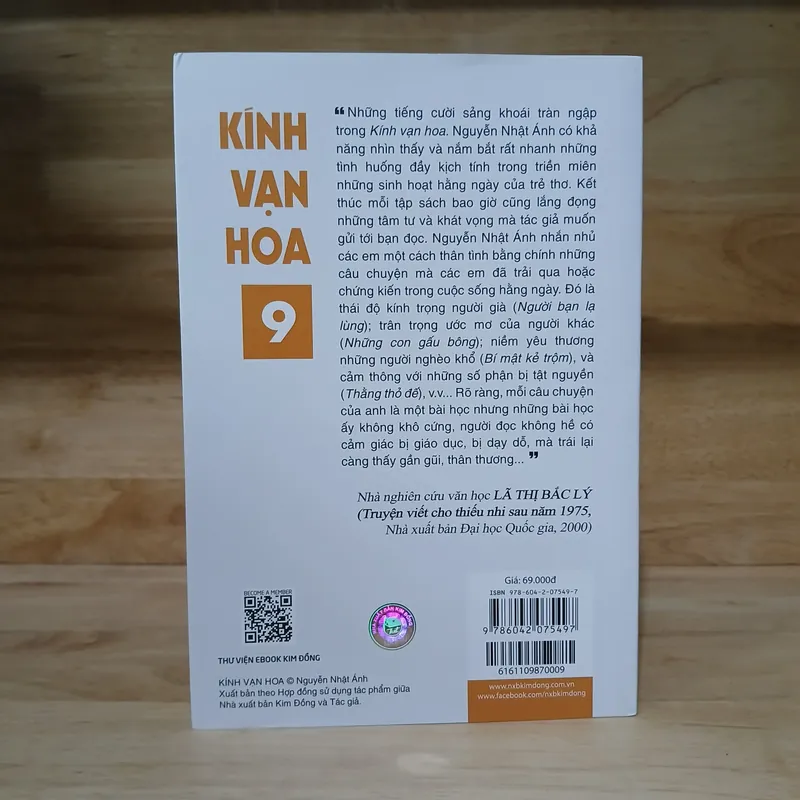 KÍNH
VẠN
HOA
9
❝Những tiếng cười sảng khoái tràn ngập
trong Kính vạn hoa. Nguyễn Nhật Ánh có khả
năng nhìn thấy và nắm bắt rất nhanh những
tình huống đầy kịch tính trong triền miên
những sinh hoạt hằng ngày của trẻ thơ. Kết
thúc mỗi tập sách bao giờ cũng lắng đọng
những tâm tư và khát vọng mà tác giả muốn
gửi tới bạn đọc. Nguyễn Nhật Ánh nhắn nhủ
các em một cách thân tình bằng chính những
câu chuyện mà các em đã trải qua hoặc
chứng kiến trong cuộc sống hằng ngày. Đó là
thái độ kính trọng người già (Người bạn lạ
lùng); trân trọng ước mơ của người khác
(Những con gấu bông); niềm yêu thương
những người nghèo khổ (Bí mật kẻ trộm), và
cảm thông với những số phận bị tật nguyền
(Thằng thỏ đế), v.v... Rõ ràng, mỗi câu chuyện
của anh là một bài học nhưng những bài học
ấy không khô cứng, người đọc không hề có
cảm giác bị giáo dục, bị dạy dỗ, mà trái lại
càng thấy gần gũi, thân thương...❞
Nhà nghiên cứu văn học LÃ THỊ BẮC LÝ
(Truyện viết cho thiếu nhi sau năm 1975,
Nhà xuất bản Đại học Quốc gia, 2000)
BECOME A MEMBER
THƯ VIỆN EBOOK KIM ĐỒNG
KÍNH VẠN HOA © Nguyễn Nhật Ánh
Xuất bản theo Hợp đồng sử dụng tác phẩm giữa
Nhà xuất bản Kim Đồng và Tác giả.
NHÀ XUẤT BẢN KIM ĐỒNG
Giá: 69.000đ
ISBN 978-604-2-07549-7
9 786042 075497
6161109870009
www.nxbkimdong.com.vn
www.facebook.com/nxbkimdong